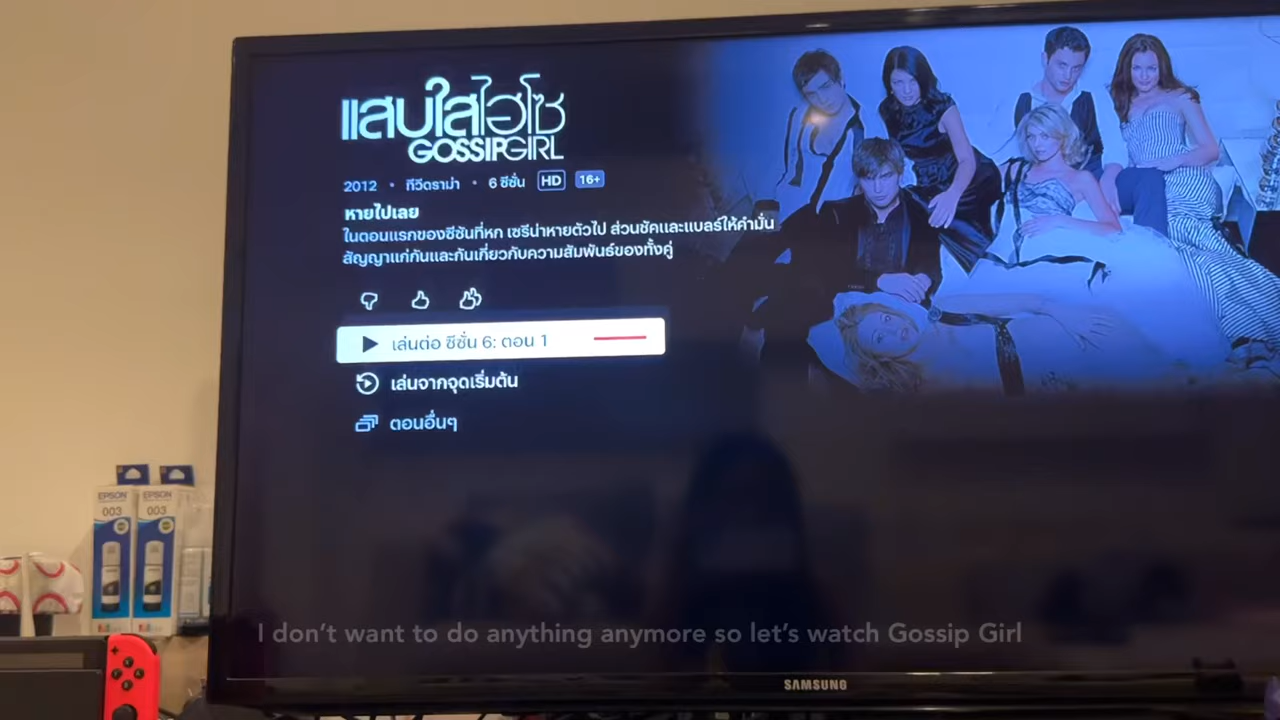 แสบใสไฮโซ
GOSSIPGIRL
2012 • ทีวีดราม่า • 6 ซีซั่น HD 16+
หายไปเลย
ในตอนแรกของซีซันที่หก เซรีน่าหายตัวไป ส่วนชัคและแบลร์ให้คำมั่น
สัญญาแก่กันและกันเกี่ยวกับความสัมพันธ์ของทั้งคู่
เล่นต่อ ซีซั่น 6: ตอน 1
เล่นจากจุดเริ่มต้น
ตอนอื่นๆ
EPSON EPSON
003 003
I don't want to do anything anymore so let's watch Gossip Girl
SAMSUNG